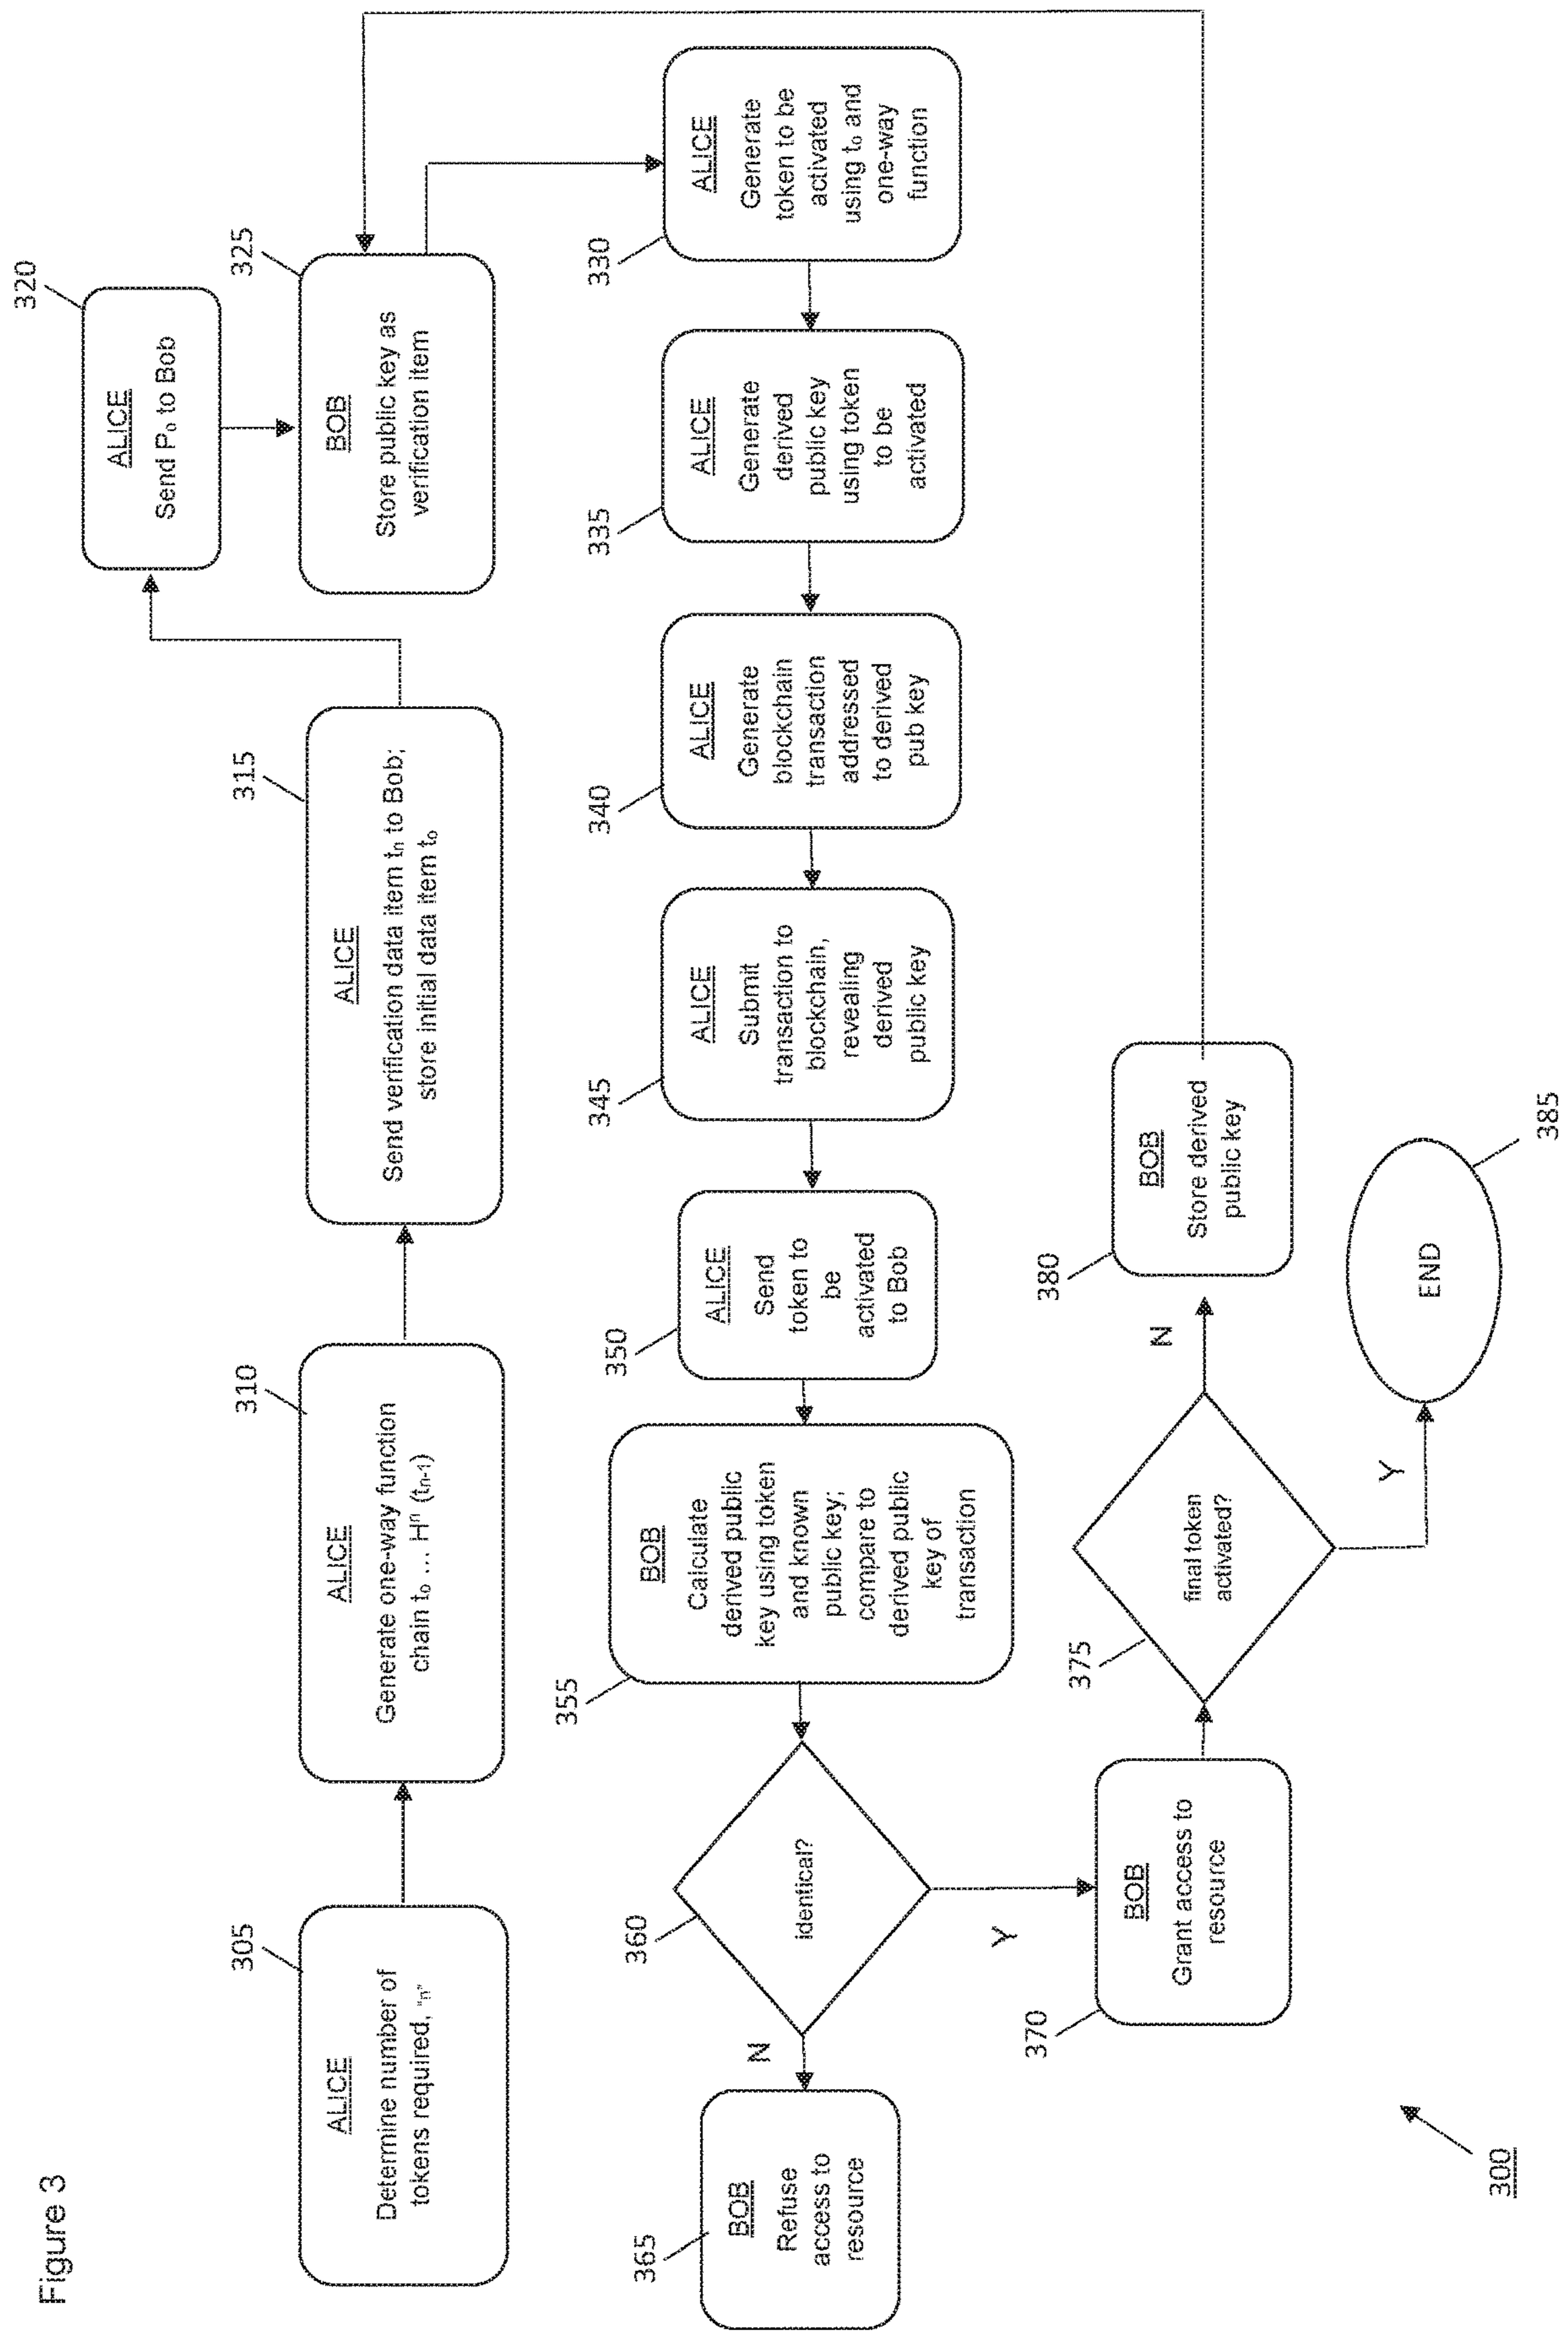 Figure 3
305
ALICE
Determine number of
tokens required, "n"
310
ALICE
Generate one-way function
chain t₀ ... Hⁿ (tₙ₋₁)
315
ALICE
Send verification data item tₙ to Bob;
store initial data item t₀
320
ALICE
Send P₀ to Bob
325
BOB
Store public key as
verification item
330
ALICE
Generate
token to be
activated
using t₀ and
one-way
function
335
ALICE
Generate
derived
public key
using token
to be
activated
340
ALICE
Generate
blockchain
transaction
addressed
to derived
pub key
345
ALICE
Submit
transaction to
blockchain,
revealing
derived
public key
350
ALICE
Send
token to
be
activated
to Bob
355
BOB
Calculate
derived public
key using token
and known
public key;
compare to
derived public
key of
transaction
360
identical?
N
365
BOB
Refuse
access to
resource
Y
370
BOB
Grant access to
resource
375
final token
activated?
N
380
BOB
Store derived
public key
Y
END
385
300